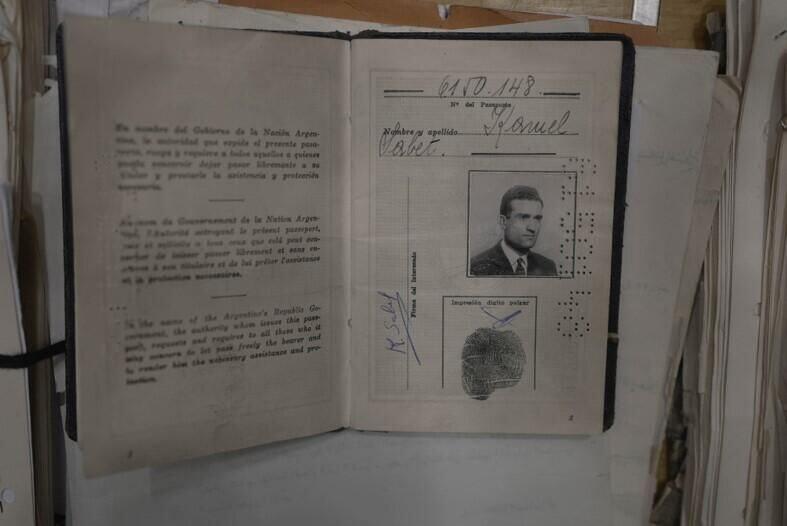 En nombre del Gobierno de la Nación Argen-
tina, la autoridad que expide el presente pasa-
porte, ruega y requiere a todos aquellos a quienes
pueda concernir dejar pasar libremente a su
titular y prestarle la asistencia y protección
necesaria.
Au nom du Gouvernement de la Nation Argen-
tine, l'Autorité octroyant le présent passeport,
prie et sollicite à tous ceux que celà peut con-
cerner de laisser passer librement et sans en-
traves à son titulaire et de lui prêter l'assistance
et la protection necessaires.
In the name of the Argentine's Republic Go-
vernment, the authority whom issues this pass-
port, requests and requires to all those who it
may concern to let pass freely the bearer and
to render him the necessary assistance and pro-
tection.
6150.148
Nº del Pasaporte
Nombre y apellido Kamel
Sabet.
Firma del Interesado
K Sabet
Impresión dígito pulgar
2